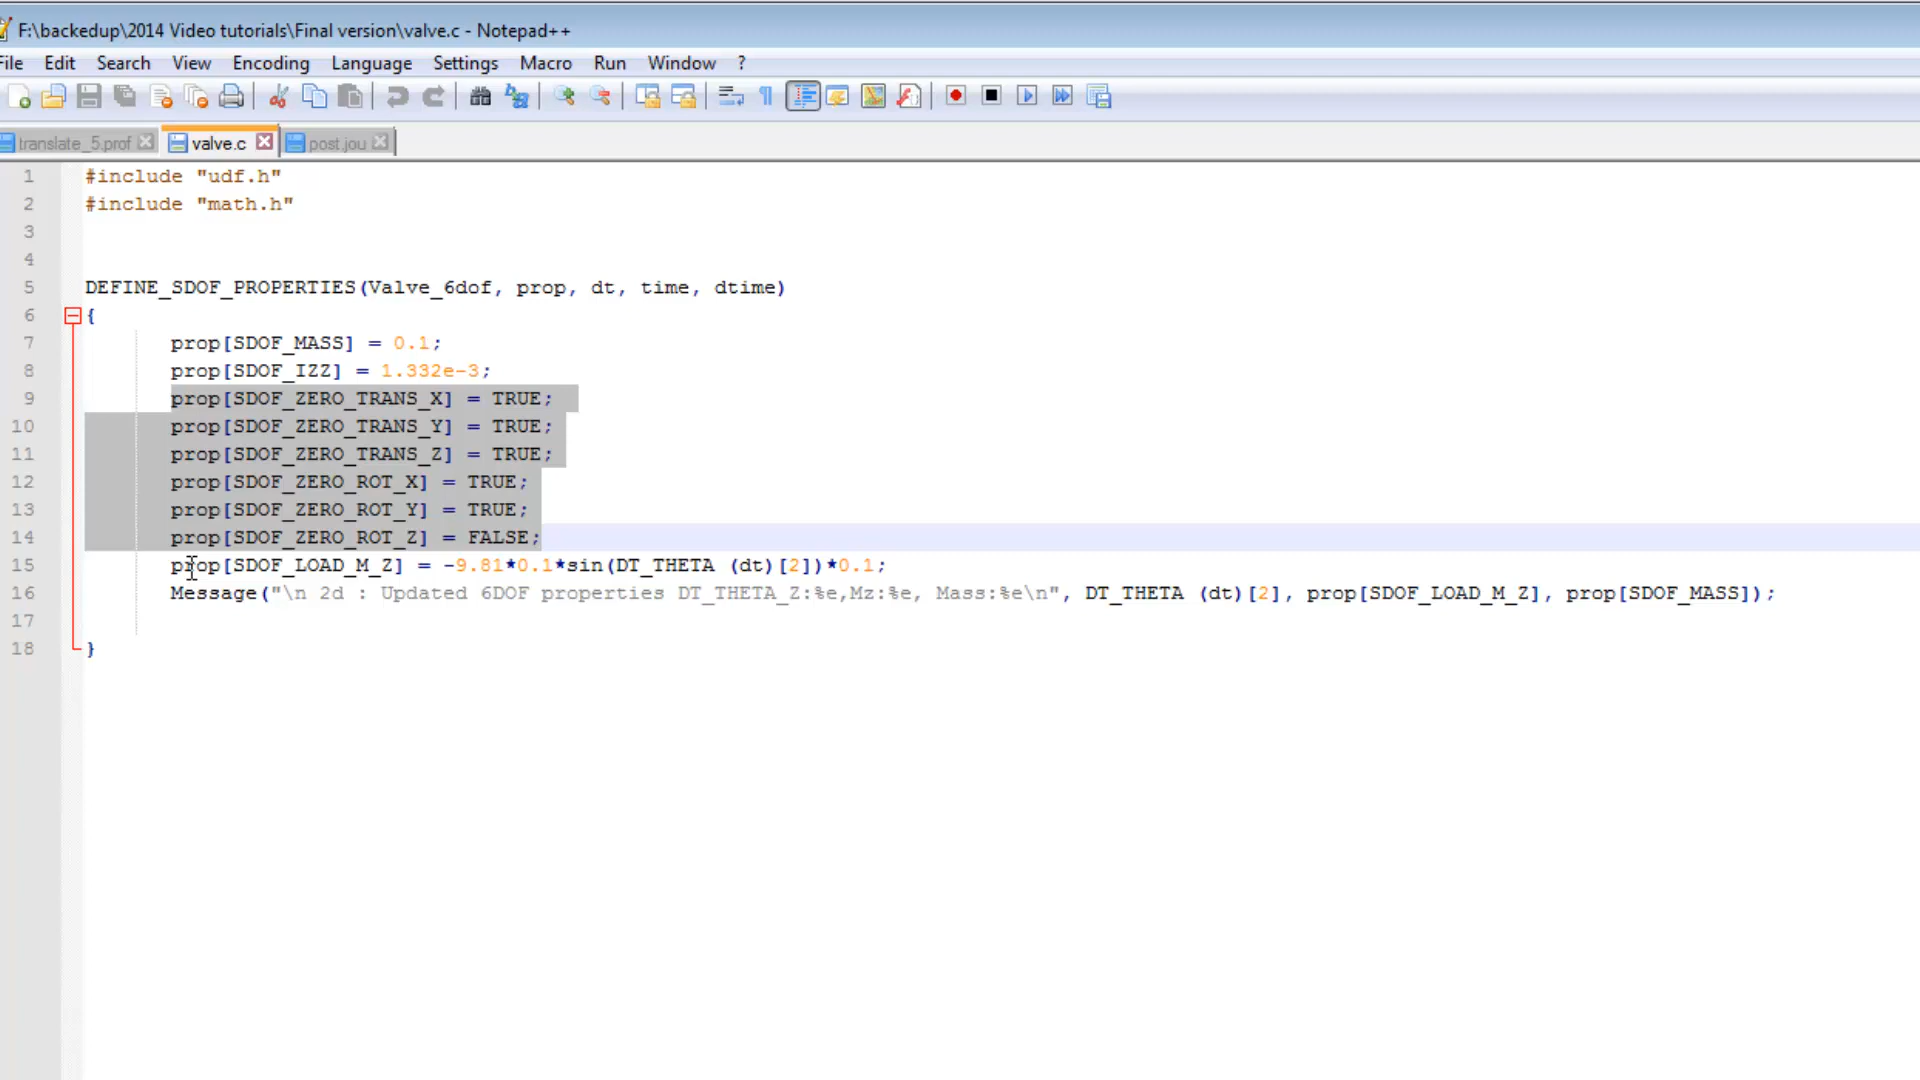 F:\backedup\2014 Video tutorials\Final version\valve.c - Notepad++
File Edit Search View Encoding Language Settings Macro Run Window ?
translate_5.prof valve.c post.jou
1 #include "udf.h"
2 #include "math.h"
3
4
5 DEFINE_SDOF_PROPERTIES(Valve_6dof, prop, dt, time, dtime)
6 {
7 prop[SDOF_MASS] = 0.1;
8 prop[SDOF_IZZ] = 1.332e-3;
9 prop[SDOF_ZERO_TRANS_X] = TRUE;
10 prop[SDOF_ZERO_TRANS_Y] = TRUE;
11 prop[SDOF_ZERO_TRANS_Z] = TRUE;
12 prop[SDOF_ZERO_ROT_X] = TRUE;
13 prop[SDOF_ZERO_ROT_Y] = TRUE;
14 prop[SDOF_ZERO_ROT_Z] = FALSE;
15 prop[SDOF_LOAD_M_Z] = -9.81*0.1*sin(DT_THETA (dt)[2])*0.1;
16 Message("\n 2d : Updated 6DOF properties DT_THETA_Z:%e,Mz:%e, Mass:%e\n", DT_THETA (dt)[2], prop[SDOF_LOAD_M_Z], prop[SDOF_MASS]);
17
18 }